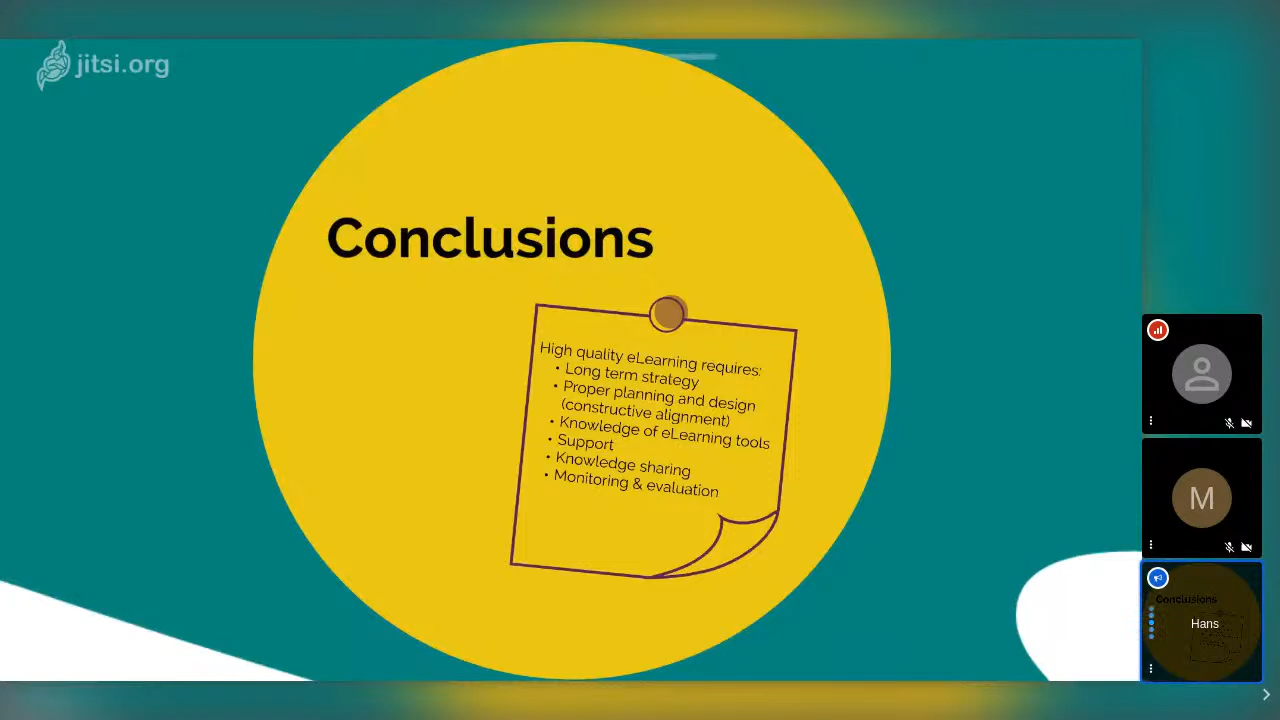 jitsi.org
Conclusions
High quality eLearning requires:
• Long term strategy
• Proper planning and design
(constructive alignment)
• Knowledge of eLearning tools
• Support
• Knowledge sharing
• Monitoring & evaluation
M
Conclusions
Hans